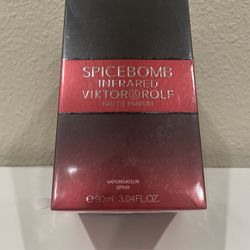 SPICEBOMB
INFRARED
VIKTOR&ROLF
EAU DE PARFUM
VAPORISATEUR
SPRAY
℮90ml 3.04FL.OZ.